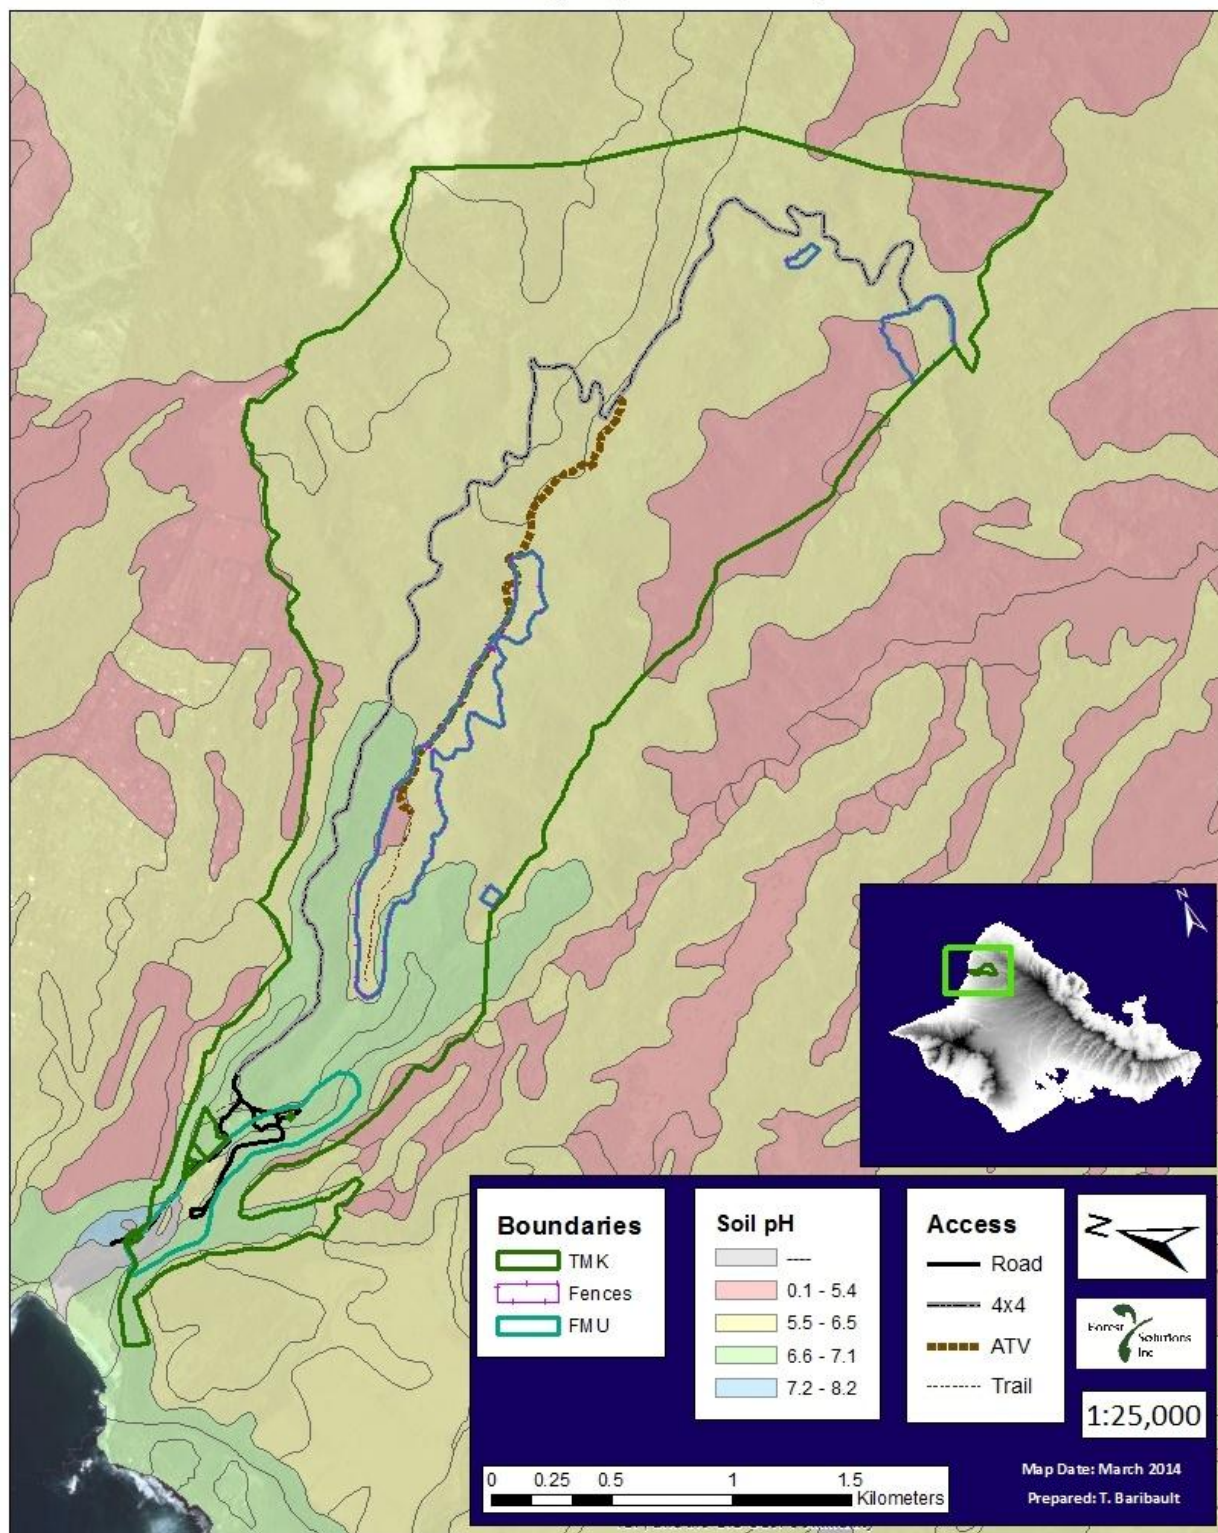 N
Boundaries
TMK
Fences
FMU
Soil pH
----
0.1 - 5.4
5.5 - 6.5
6.6 - 7.1
7.2 - 8.2
Access
Road
4x4
ATV
Trail
N
Forest
Solutions
Inc
1:25,000
0 0.25 0.5 1 1.5
Kilometers
Map Date: March 2014
Prepared: T. Baribault